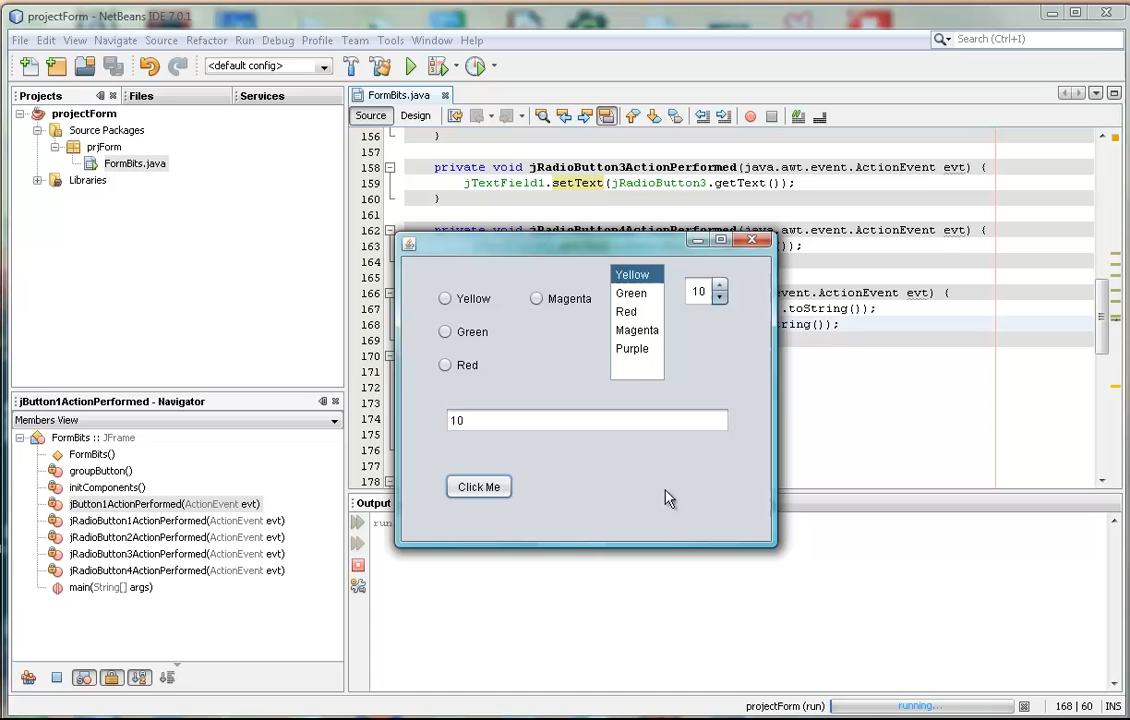 projectForm - NetBeans IDE 7.0.1
File Edit View Navigate Source Refactor Run Debug Profile Team Tools Window Help
Search (Ctrl+I)
<default config>
Projects Files Services
FormBits.java
projectForm
Source Packages
prjForm
FormBits.java
Libraries
Source Design
156 }
157
158 private void jRadioButton3ActionPerformed(java.awt.event.ActionEvent evt) {
159 jTextField1.setText(jRadioButton3.getText());
160 }
161
162 private void jRadioButton4ActionPerformed(java.awt.event.ActionEvent evt) {
163 ());
164
165
166 event.ActionEvent evt) {
167 .toString());
168 ring());
169
170
171
172
173
174
175
176
177
178
Yellow
Magenta
Green
Red
Yellow
Green
Red
Magenta
Purple
10
10
Click Me
jButton1ActionPerformed - Navigator
Members View
FormBits :: JFrame
FormBits()
groupButton()
initComponents()
jButton1ActionPerformed(ActionEvent evt)
jRadioButton1ActionPerformed(ActionEvent evt)
jRadioButton2ActionPerformed(ActionEvent evt)
jRadioButton3ActionPerformed(ActionEvent evt)
jRadioButton4ActionPerformed(ActionEvent evt)
main(String[] args)
Output
run
projectForm (run) running... 168 | 60 INS